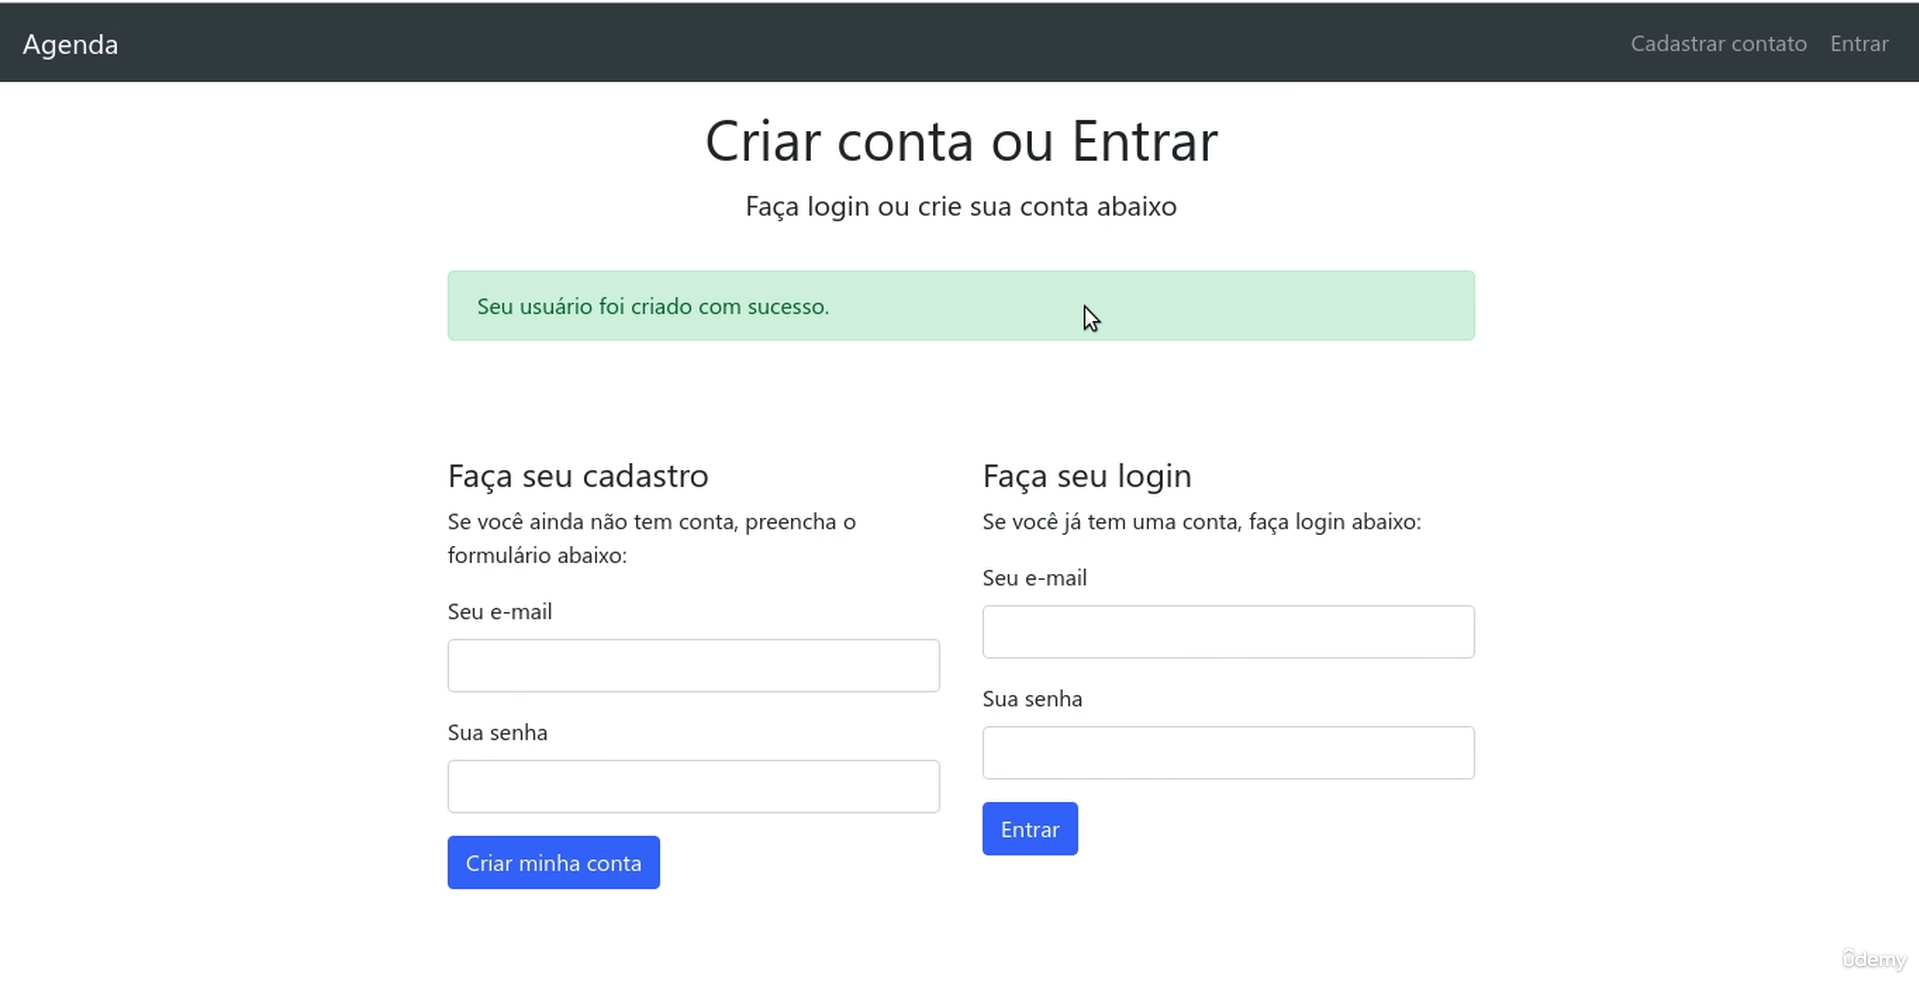 Agenda
Cadastrar contato
Entrar
Criar conta ou Entrar
Faça login ou crie sua conta abaixo
Seu usuário foi criado com sucesso.
Faça seu cadastro
Se você ainda não tem conta, preencha o
formulário abaixo:
Seu e-mail
Sua senha
Criar minha conta
Faça seu login
Se você já tem uma conta, faça login abaixo:
Seu e-mail
Sua senha
Entrar
ûdemy